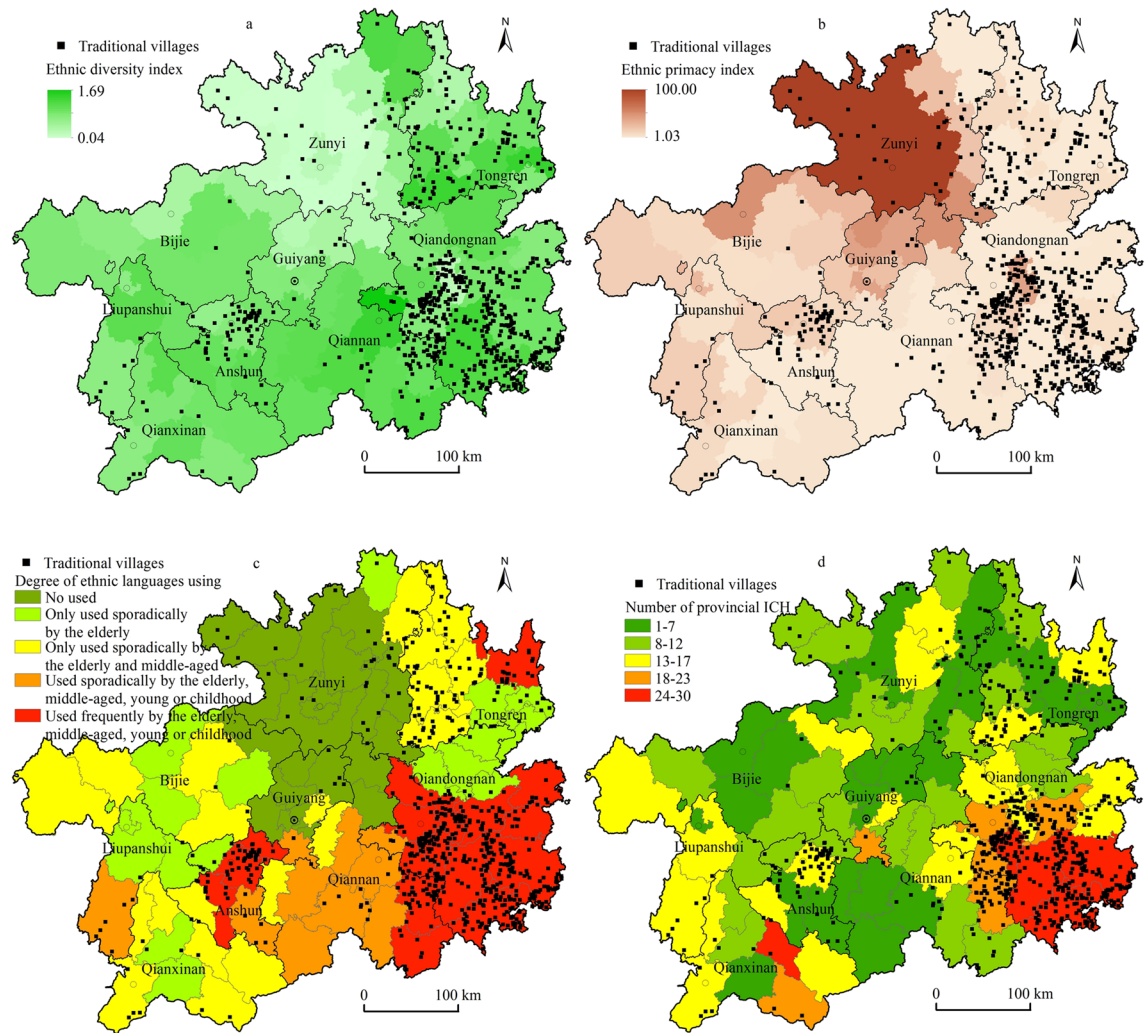 a
N
Traditional villages
Ethnic diversity index
1.69
0.04
Zunyi
Tongren
Bijie
Qiandongnan
Guiyang
Liupanshui
Qiannan
Anshun
Qianxinan
0 100 km
b
N
Traditional villages
Ethnic primacy index
100.00
1.03
Zunyi
Tongren
Bijie
Qiandongnan
Guiyang
Liupanshui
Qiannan
Anshun
Qianxinan
0 100 km
c
N
Traditional villages
Degree of ethnic languages using
No used
Only used sporadically
by the elderly
Only used sporadically by
the elderly and middle-aged
Used sporadically by the elderly,
middle-aged, young or childhood
Used frequently by the elderly,
middle-aged, young or childhood
Zunyi
Tongren
Bijie
Qiandongnan
Guiyang
Liupanshui
Qiannan
Anshun
Qianxinan
0 100 km
d
N
Traditional villages
Number of provincial ICH
1-7
8-12
13-17
18-23
24-30
Zunyi
Tongren
Bijie
Qiandongnan
Guiyang
Liupanshui
Qiannan
Anshun
Qianxinan
0 100 km